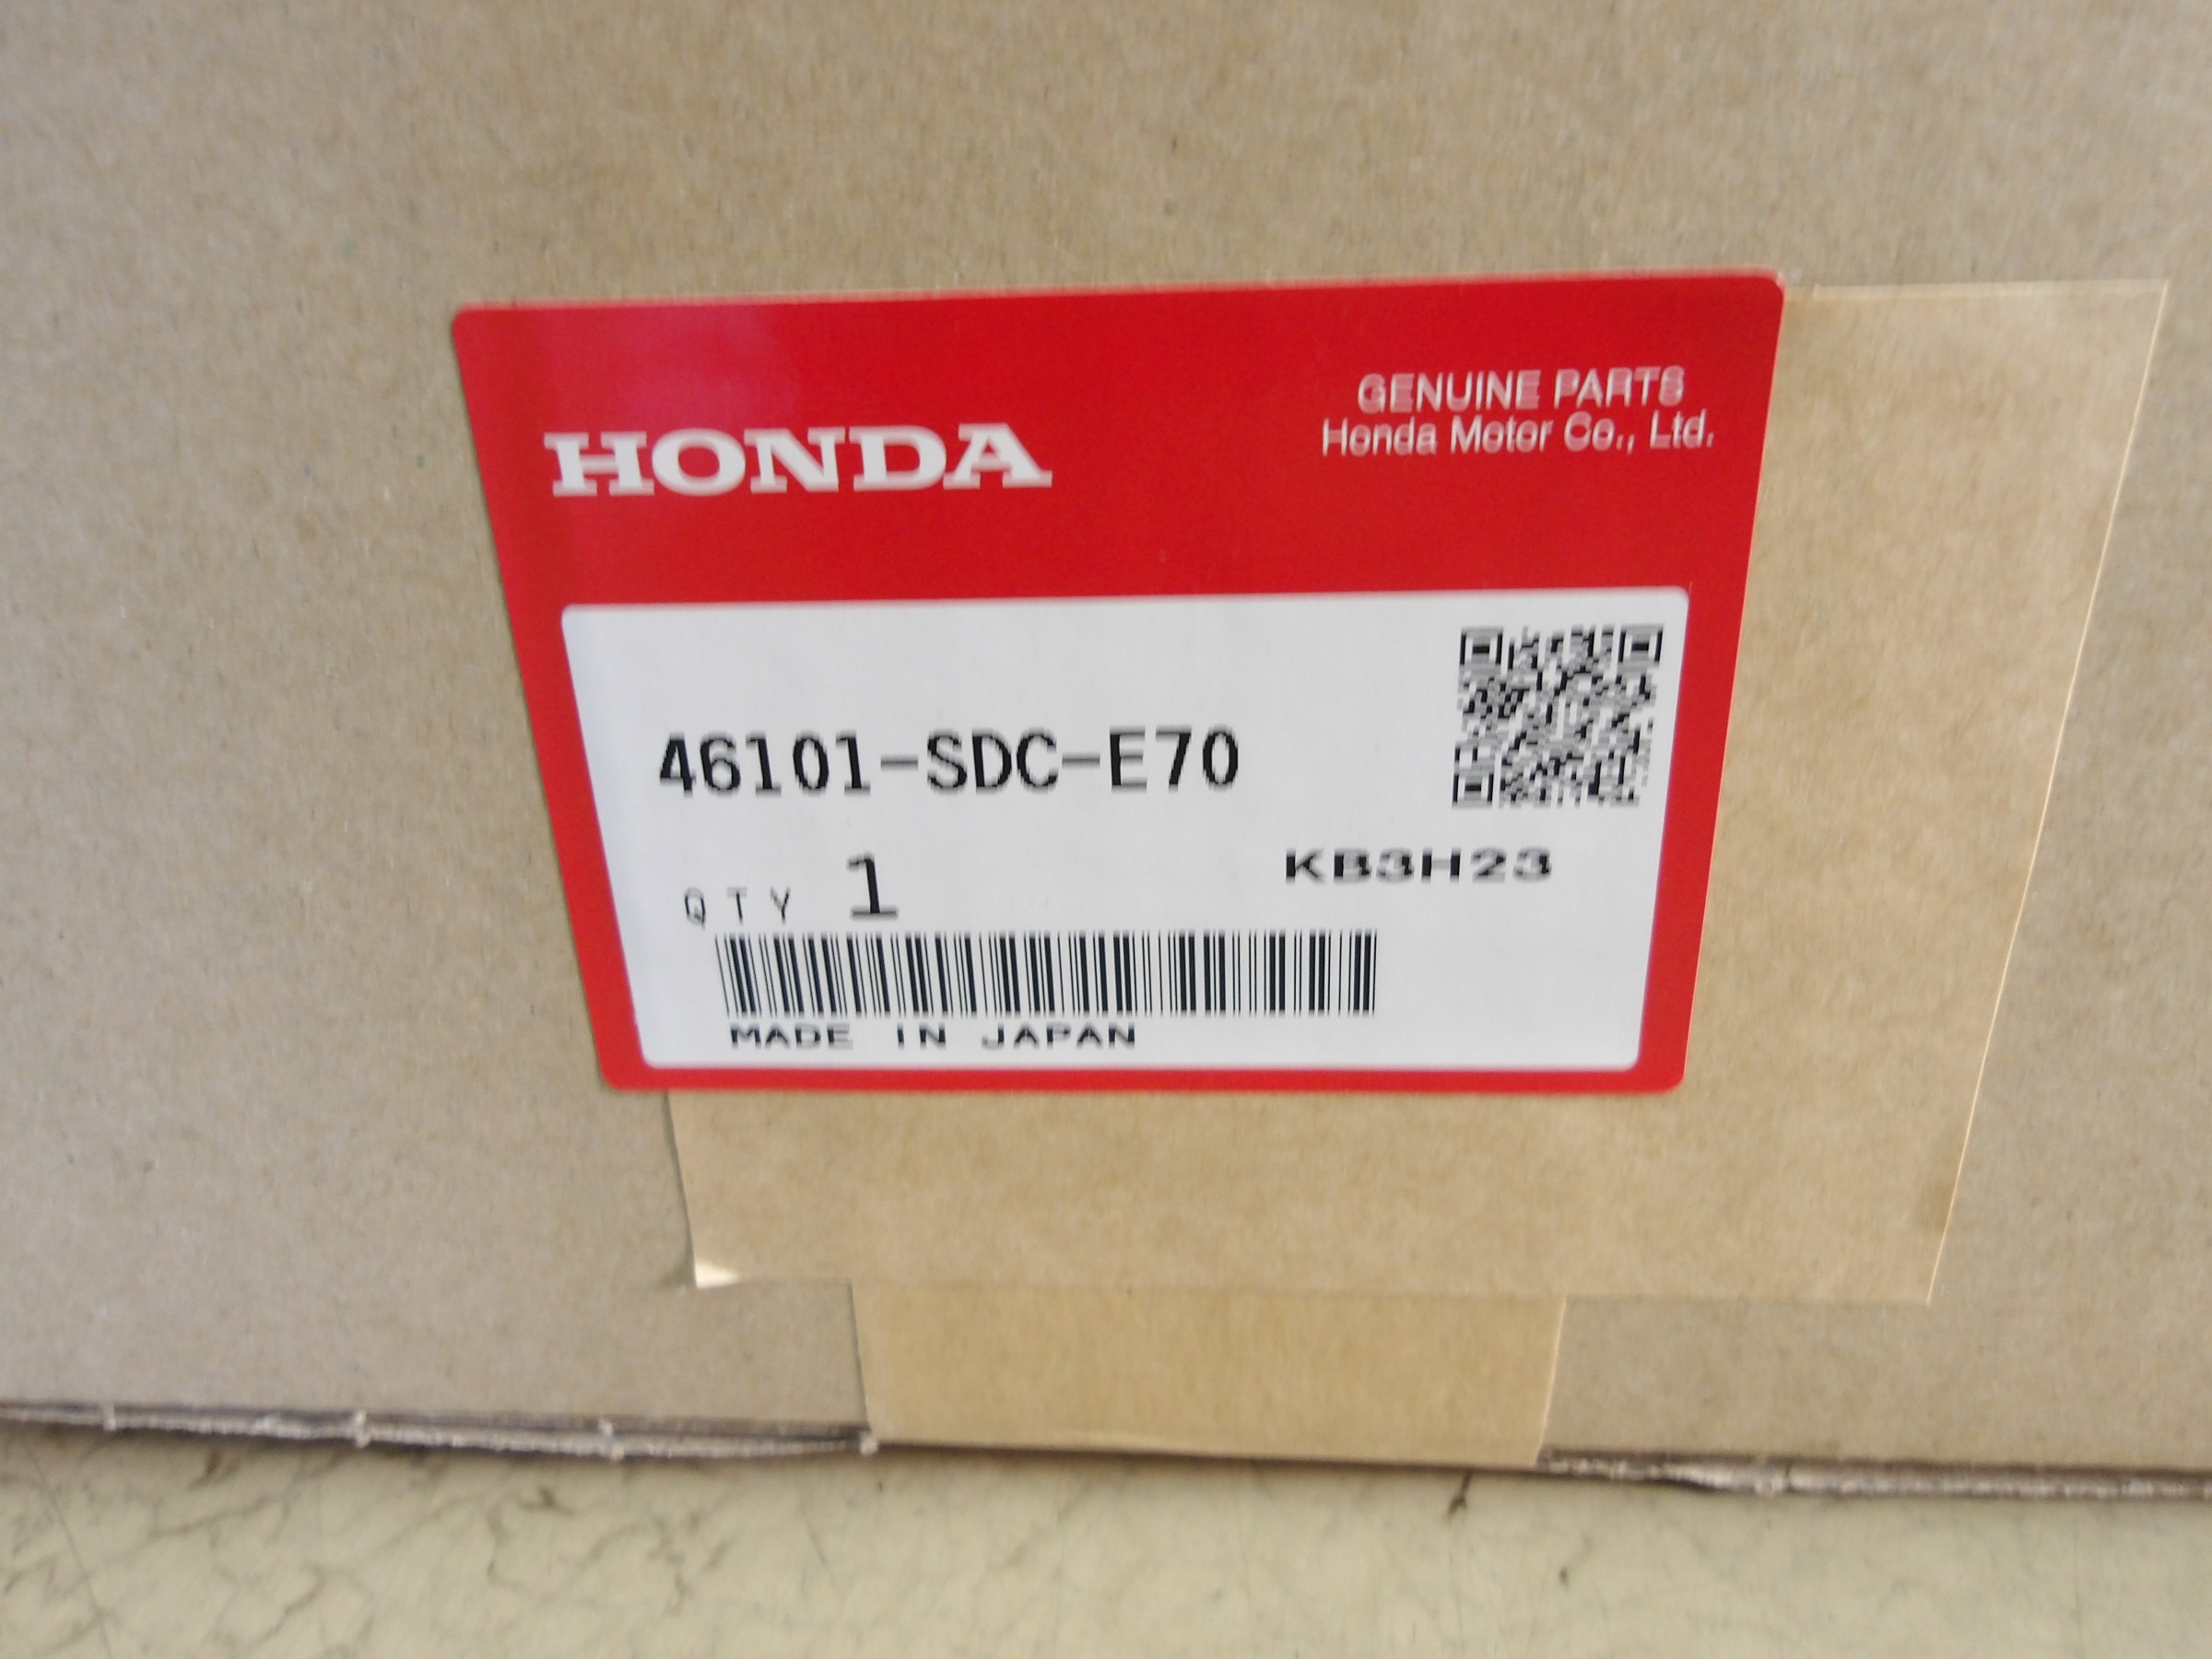 HONDA
GENUINE PARTS
Honda Motor Co., Ltd.
46101-SDC-E70
QTY 1
KB3H23
MADE IN JAPAN